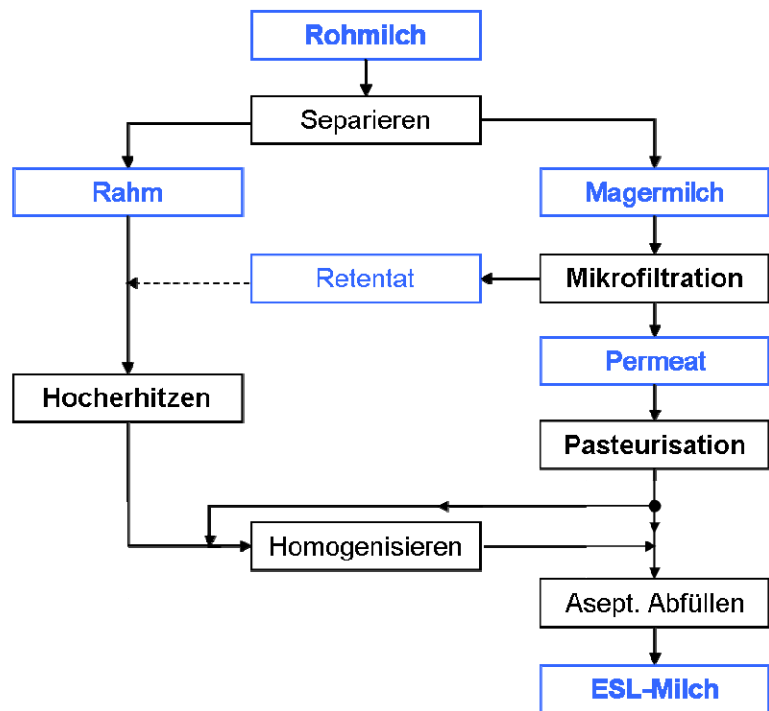 Rohmilch
Separieren
Rahm
Magermilch
Retentat
Mikrofiltration
Permeat
Hocherhitzen
Pasteurisation
Homogenisieren
Asept. Abfüllen
ESL-Milch